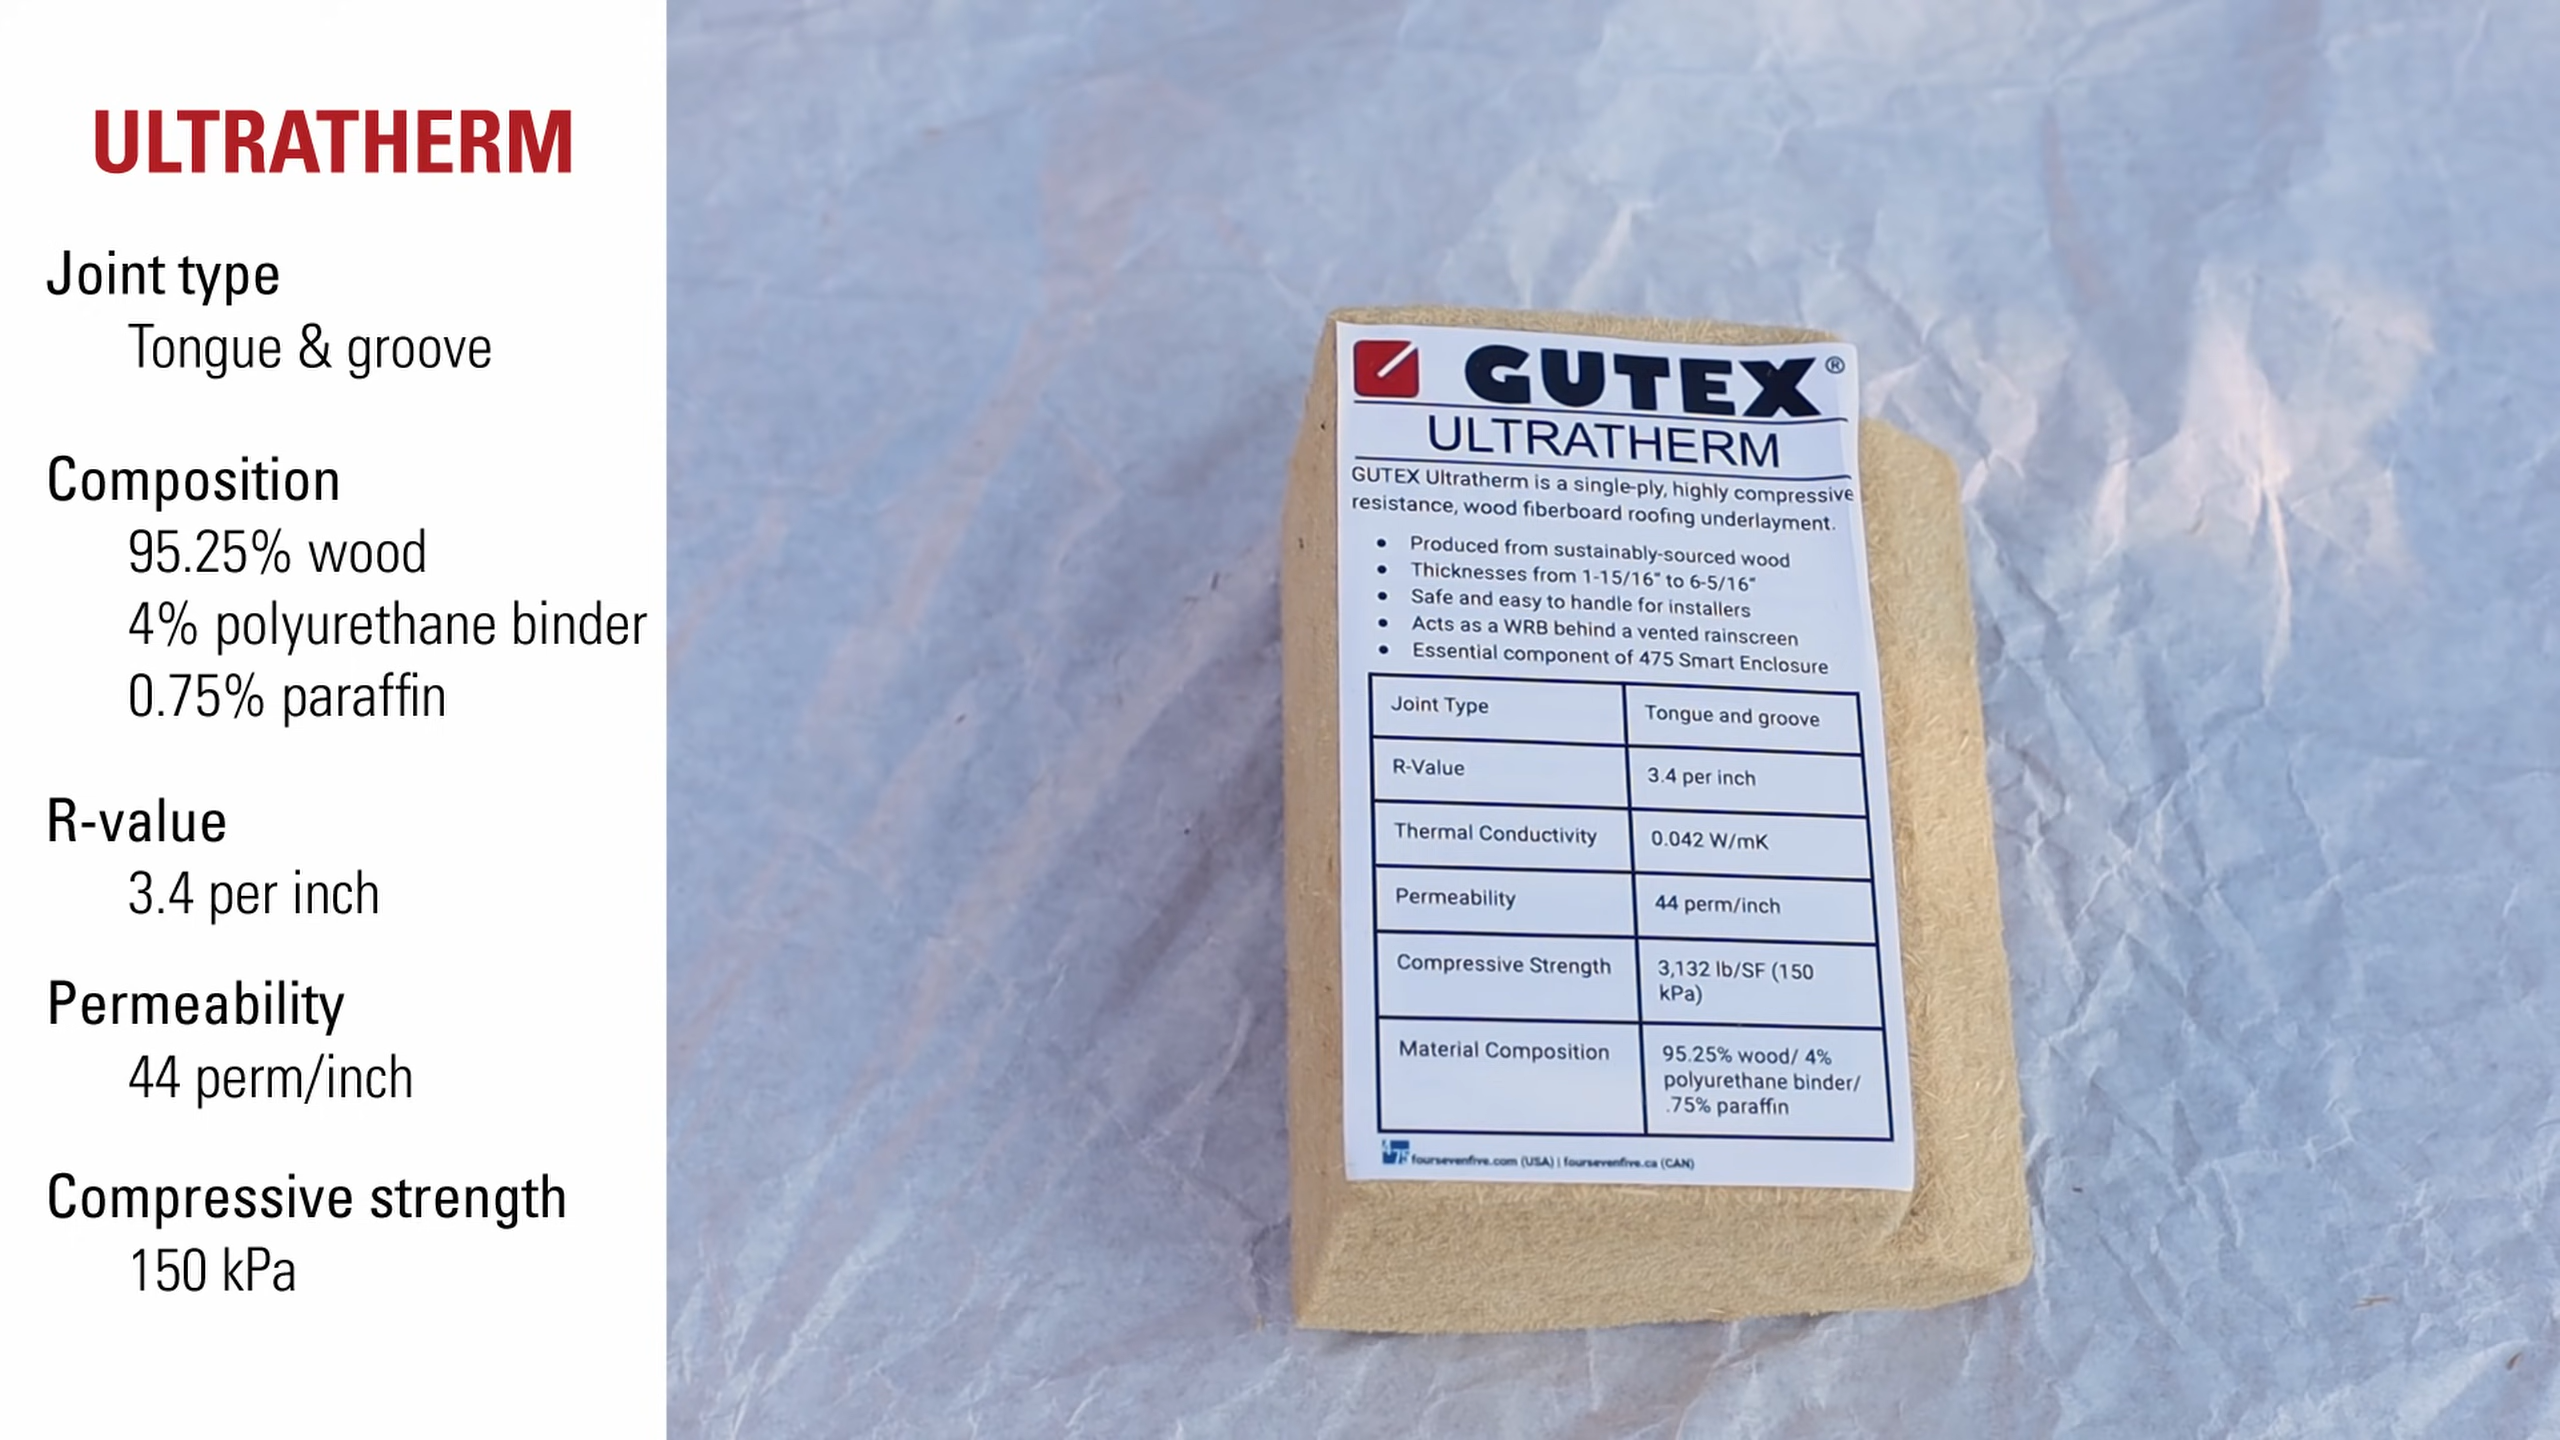 ULTRATHERM
Joint type
Tongue & groove
Composition
95.25% wood
4% polyurethane binder
0.75% paraffin
R-value
3.4 per inch
Permeability
44 perm/inch
Compressive strength
150 kPa
GUTEX®
ULTRATHERM
GUTEX Ultratherm is a single-ply, highly compressive
resistance, wood fiberboard roofing underlayment.
• Produced from sustainably-sourced wood
• Thicknesses from 1-15/16" to 6-5/16"
• Safe and easy to handle for installers
• Acts as a WRB behind a vented rainscreen
• Essential component of 475 Smart Enclosure
Joint Type Tongue and groove
R-Value 3.4 per inch
Thermal Conductivity 0.042 W/mK
Permeability 44 perm/inch
Compressive Strength 3,132 lb/SF (150
kPa)
Material Composition 95.25% wood/ 4%
polyurethane binder/
.75% paraffin
475 foursevenfive.com (USA) | foursevenfive.ca (CAN)